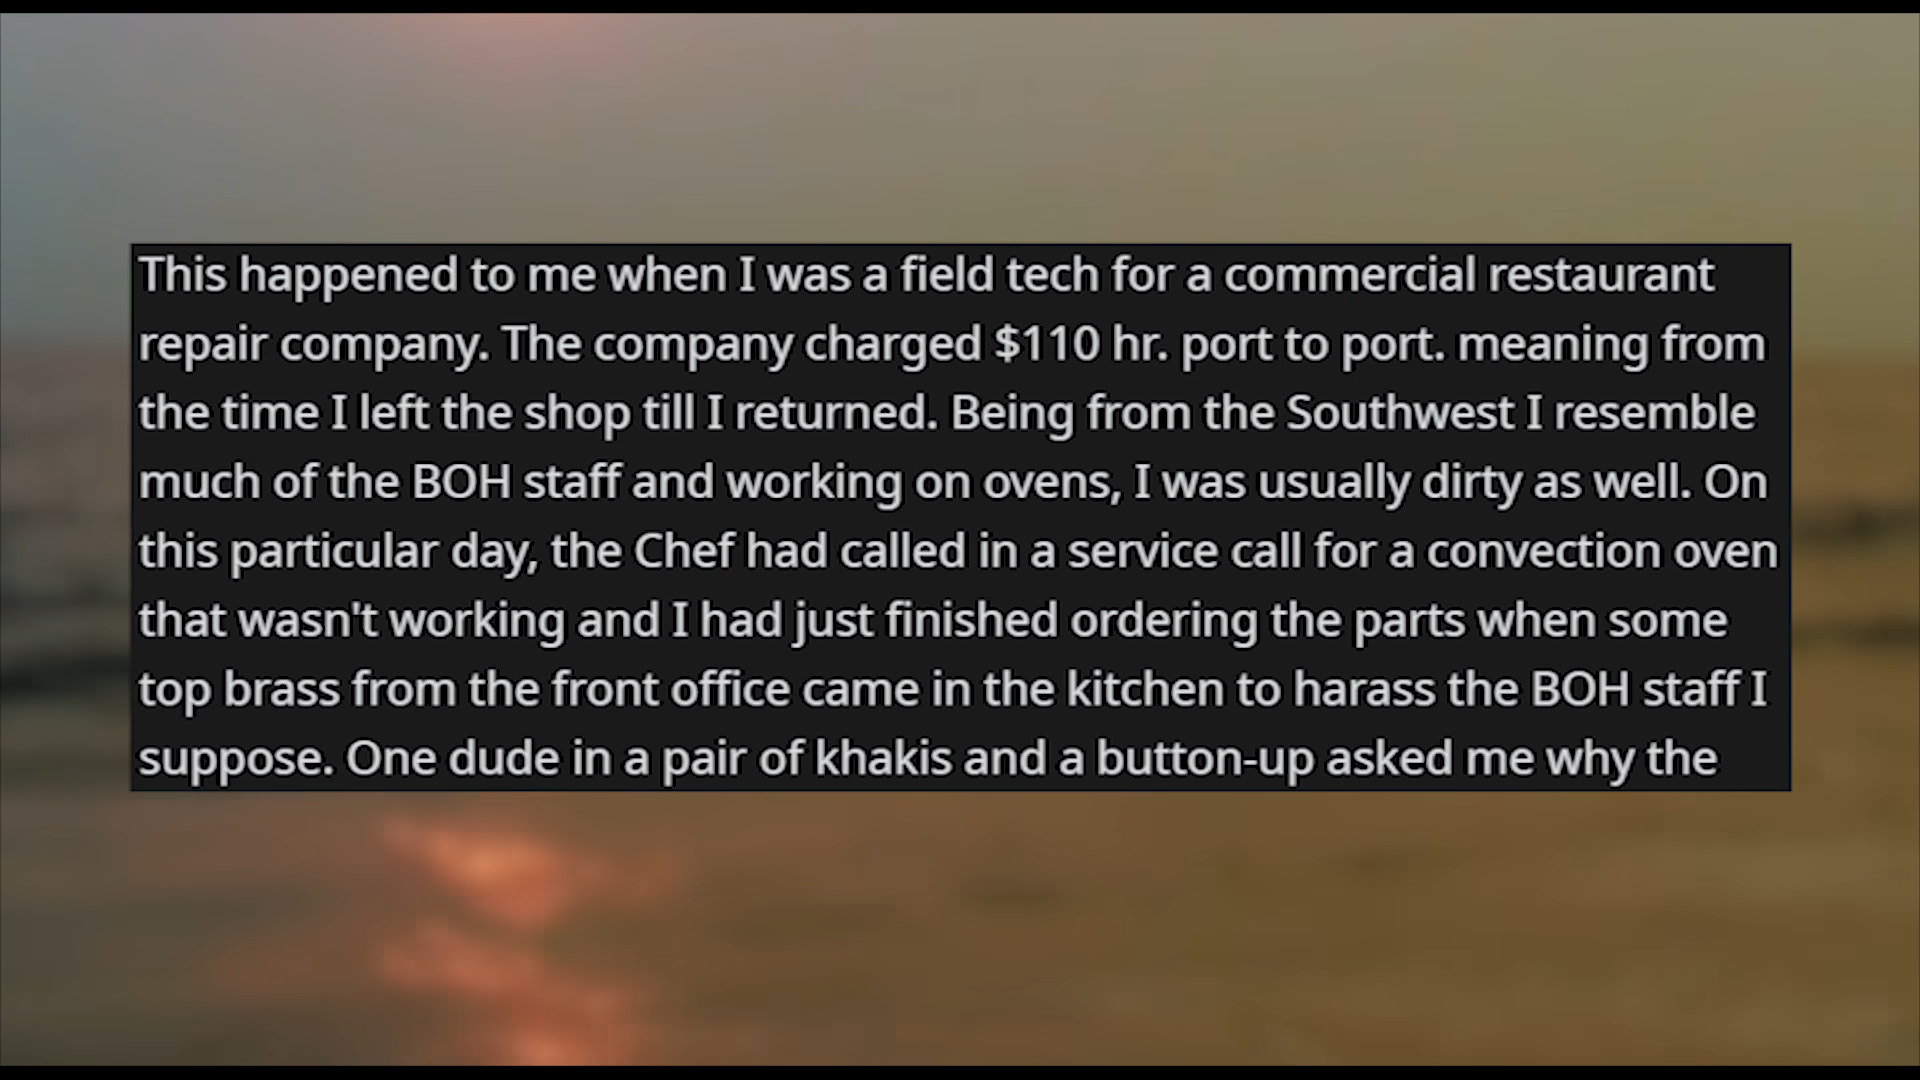 This happened to me when I was a field tech for a commercial restaurant
repair company. The company charged $110 hr. port to port. meaning from
the time I left the shop till I returned. Being from the Southwest I resemble
much of the BOH staff and working on ovens, I was usually dirty as well. On
this particular day, the Chef had called in a service call for a convection oven
that wasn't working and I had just finished ordering the parts when some
top brass from the front office came in the kitchen to harass the BOH staff I
suppose. One dude in a pair of khakis and a button-up asked me why the